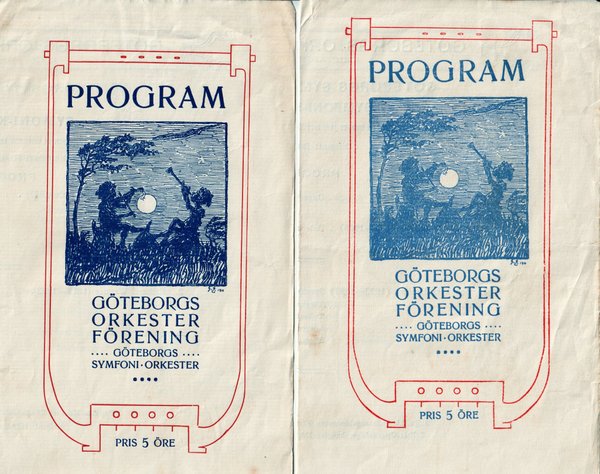 PROGRAM
GÖTEBORGS
ORKESTER
FÖRENING
.... GÖTEBORGS ....
SYMFONI · ORKESTER
PRIS 5 ÖRE
PROGRAM
GÖTEBORGS
ORKESTER
FÖRENING
.... GÖTEBORGS ....
SYMFONI · ORKESTER
PRIS 5 ÖRE